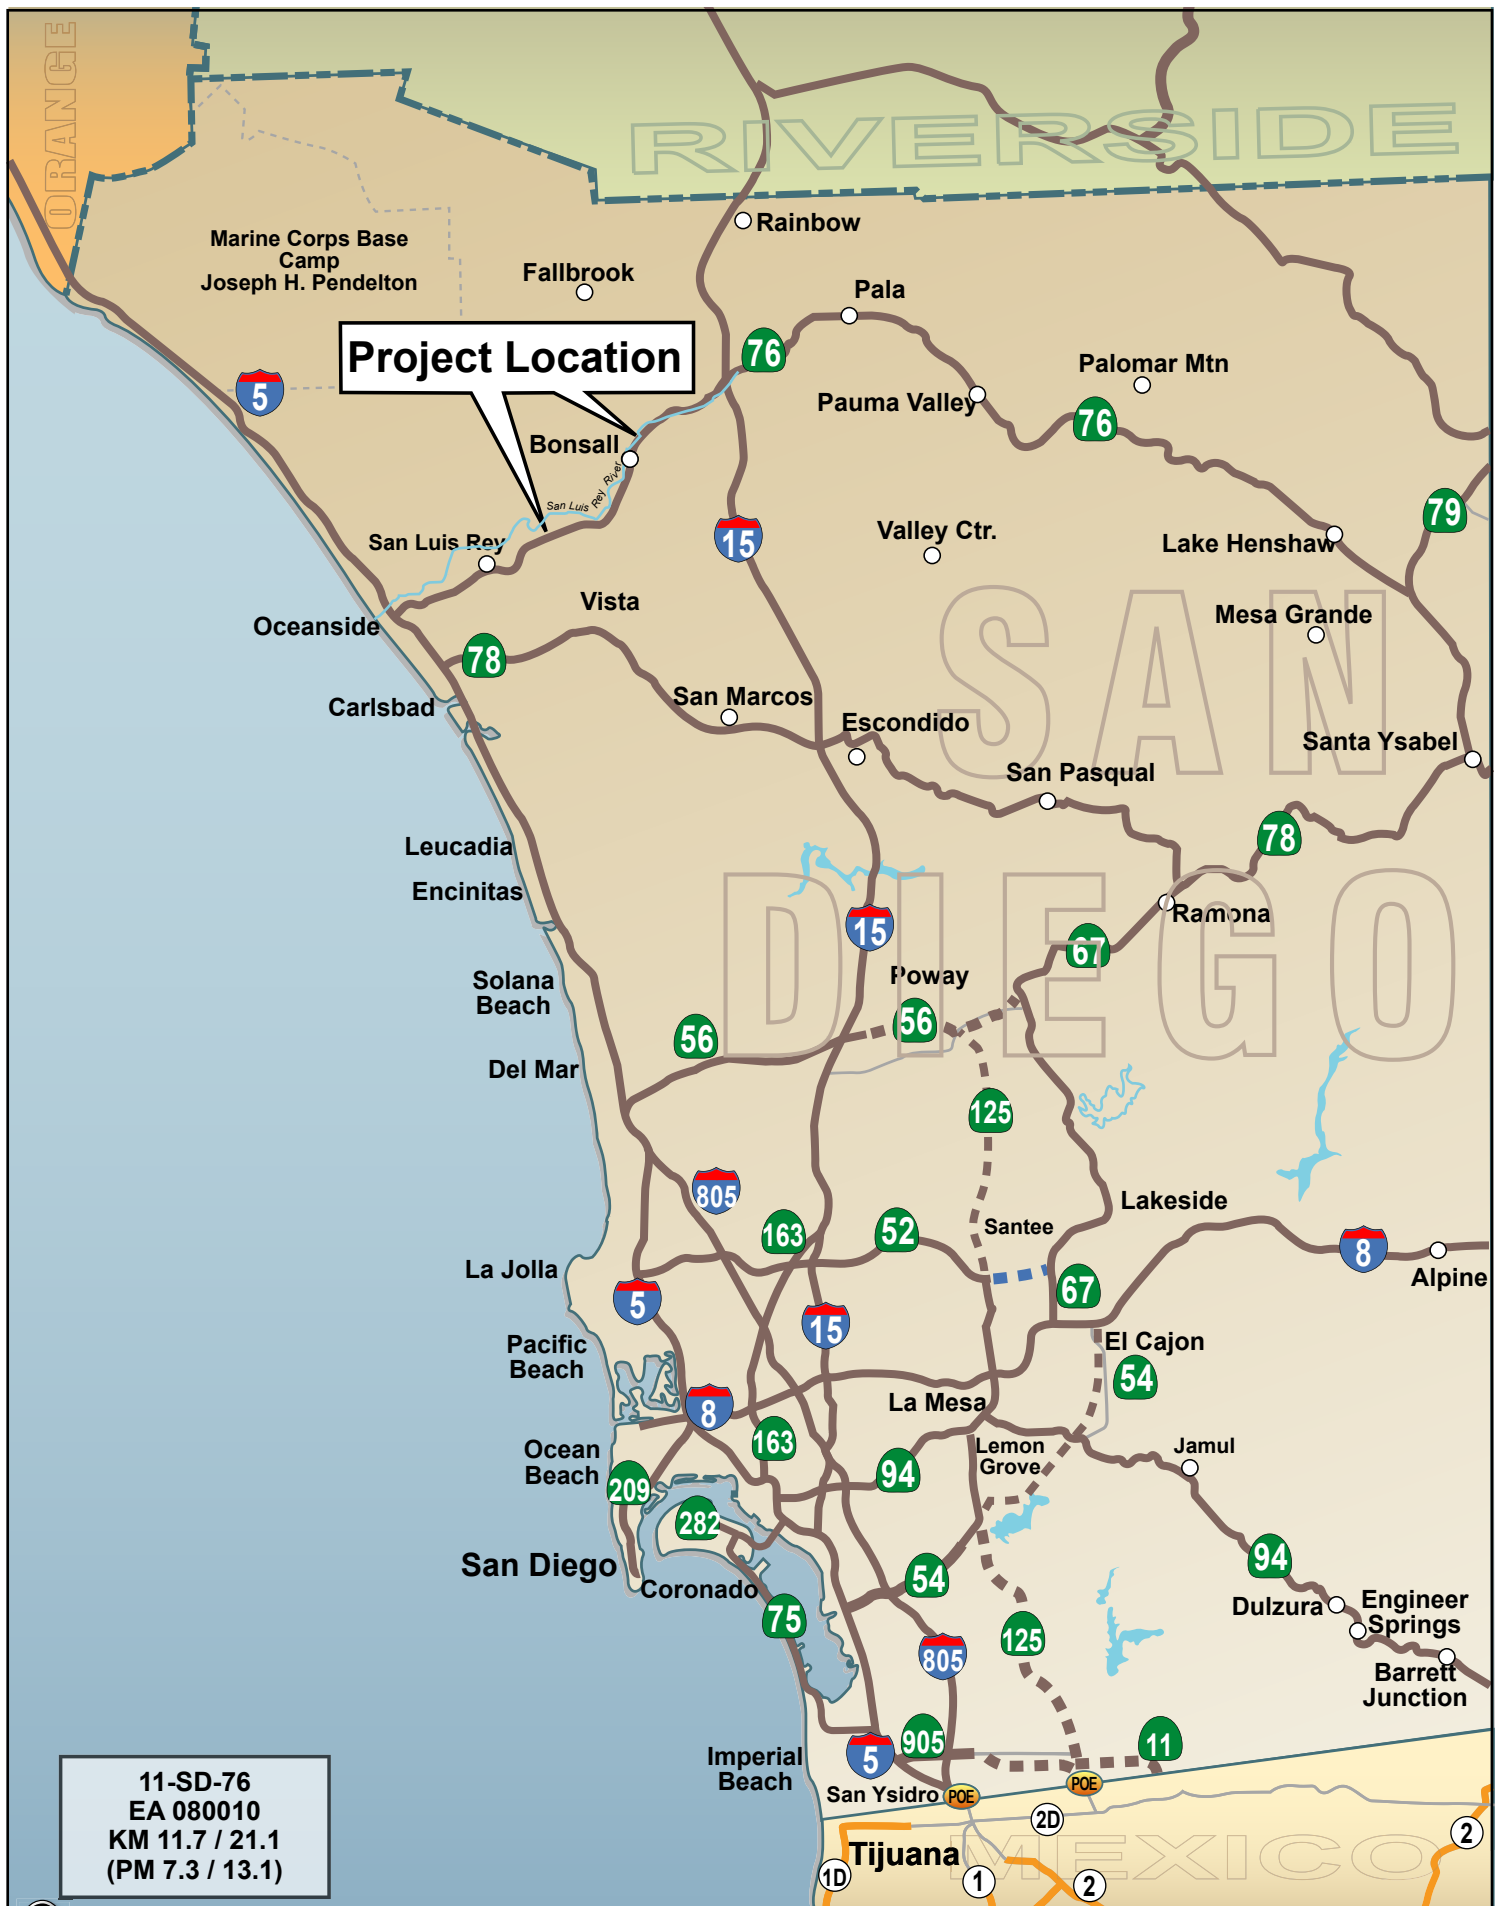 ORANGE
RIVERSIDE
Rainbow
Marine Corps Base
Camp
Joseph H. Pendelton
Fallbrook
Pala
Project Location
76
5
Palomar Mtn
Pauma Valley
76
Bonsall
San Luis Rey River
79
15
Valley Ctr.
San Luis Rey
Lake Henshaw
SAN
Vista
Mesa Grande
Oceanside
78
San Marcos
Carlsbad
Escondido
Santa Ysabel
San Pasqual
78
Leucadia
Encinitas
DIEGO
Ramona
15
67
Poway
Solana
Beach
56
56
Del Mar
125
805
Lakeside
163
52
Santee
8
La Jolla
Alpine
67
5
15
El Cajon
Pacific
Beach
54
La Mesa
8
163
Lemon
Grove
Jamul
Ocean
Beach
94
209
282
San Diego
94
54
Coronado
75
Dulzura
Engineer
Springs
125
805
Barrett
Junction
905
11
5
Imperial
Beach
San Ysidro
POE
POE
11-SD-76
EA 080010
KM 11.7 / 21.1
(PM 7.3 / 13.1)
2D
2
MEXICO
Tijuana
1D
1
2